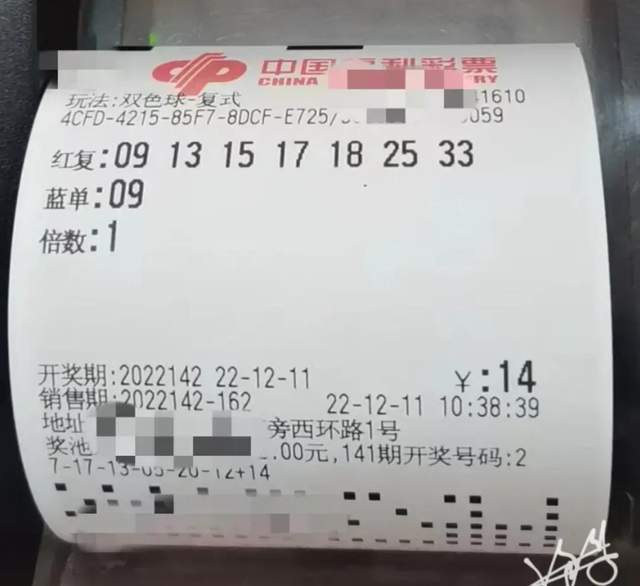 中国福利彩票
CHINA RY
玩法:双色球-复式 41610
4CFD-4215-85F7-8DCF-E725/ 059
红复:09 13 15 17 18 25 33
蓝单:09
倍数:1
开奖期:2022142 22-12-11 ¥:14
销售期:2022142-162 22-12-11 10:38:39
地址 旁西环路1号
奖池 .00元,141期开奖号码:2
7-17-13-05-20-12+14